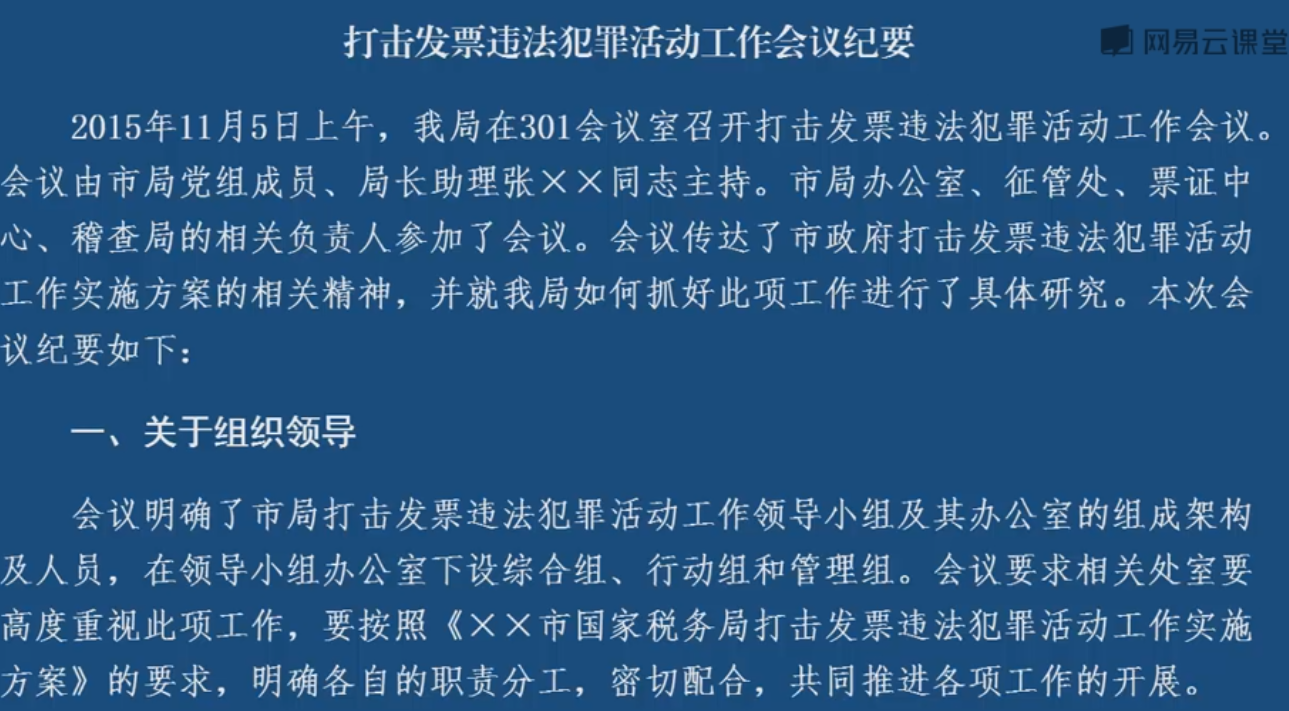 打击发票违法犯罪活动工作会议纪要
网易云课堂
2015年11月5日上午，我局在301会议室召开打击发票违法犯罪活动工作会议。
会议由市局党组成员、局长助理张××同志主持。市局办公室、征管处、票证中
心、稽查局的相关负责人参加了会议。会议传达了市政府打击发票违法犯罪活动
工作实施方案的相关精神，并就我局如何抓好此项工作进行了具体研究。本次会
议纪要如下：
一、关于组织领导
会议明确了市局打击发票违法犯罪活动工作领导小组及其办公室的组成架构
及人员，在领导小组办公室下设综合组、行动组和管理组。会议要求相关处室要
高度重视此项工作，要按照《××市国家税务局打击发票违法犯罪活动工作实施
方案》的要求，明确各自的职责分工，密切配合，共同推进各项工作的开展。